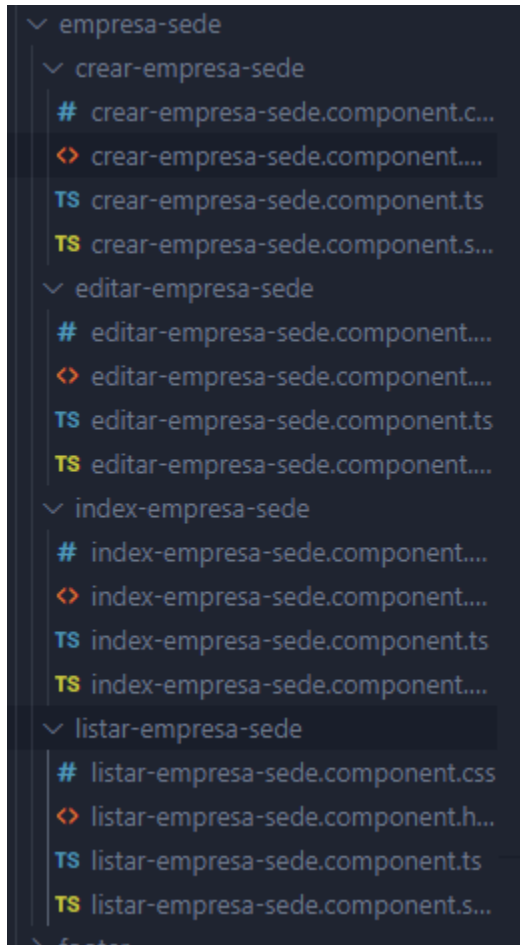 empresa-sede
crear-empresa-sede
# crear-empresa-sede.component.c...
<> crear-empresa-sede.component....
TS crear-empresa-sede.component.ts
TS crear-empresa-sede.component.s...
editar-empresa-sede
# editar-empresa-sede.component....
<> editar-empresa-sede.component....
TS editar-empresa-sede.component.ts
TS editar-empresa-sede.component....
index-empresa-sede
# index-empresa-sede.component....
<> index-empresa-sede.component....
TS index-empresa-sede.component.ts
TS index-empresa-sede.component....
listar-empresa-sede
# listar-empresa-sede.component.css
<> listar-empresa-sede.component.h...
TS listar-empresa-sede.component.ts
TS listar-empresa-sede.component.s...